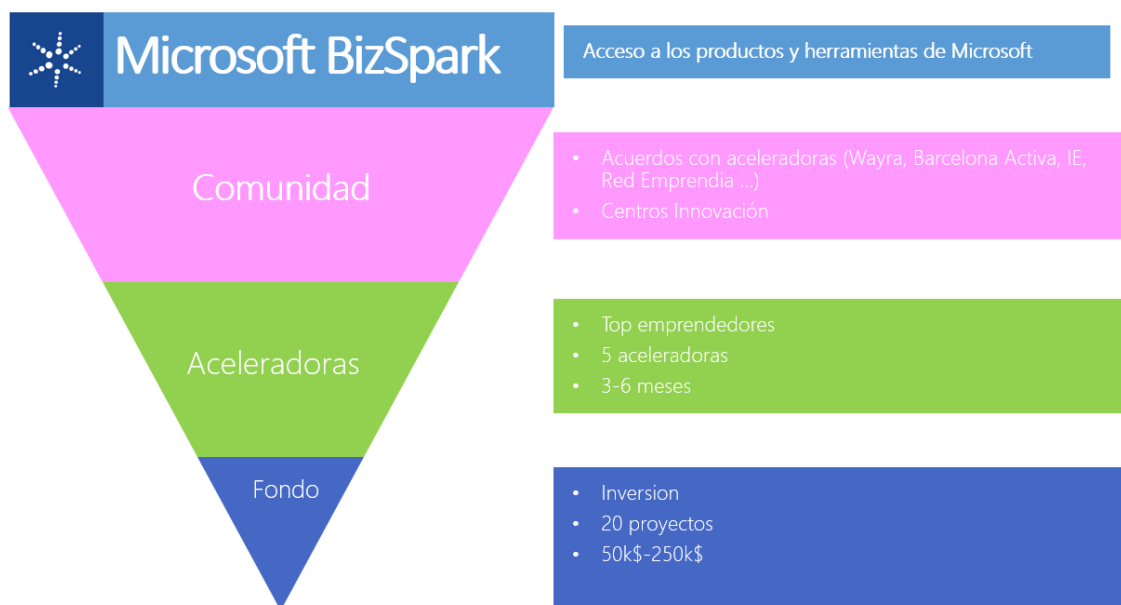 Microsoft BizSpark
Acceso a los productos y herramientas de Microsoft
Comunidad
• Acuerdos con aceleradoras (Wayra, Barcelona Activa, IE,
Red Emprendia ...)
• Centros Innovación
Aceleradoras
• Top emprendedores
• 5 aceleradoras
• 3-6 meses
Fondo
• Inversion
• 20 proyectos
• 50k$-250k$